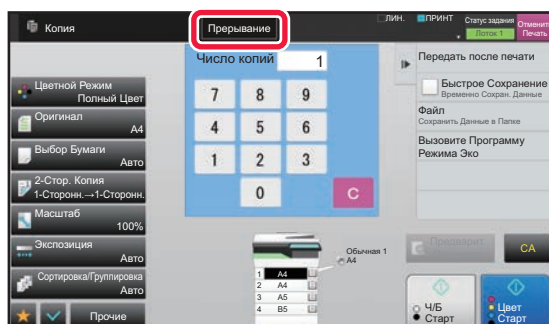 Копия
Прерывание
ЛИН.
ПРИНТ
Статус задания
Лоток 1
Отменит
Печать
Цветной Режим
Полный Цвет
Оригинал
A4
Выбор Бумаги
Авто
2-Стор. Копия
1-Сторонн.→1-Сторонн.
Масштаб
100%
Экспозиция
Авто
Сортировка/Группировка
Авто
Прочие
Число копий 1
7 8 9
4 5 6
1 2 3
0 C
Обычная 1
A4
1 A4
2 A4
3 A5
4 B5
Передать после печати
Быстрое Сохранение
Временно Сохран. Данные
Файл
Сохранить Данные в Папке
Вызовите Программу
Режима Эко
Предварит.
CA
Ч/Б
Старт
Цвет
Старт